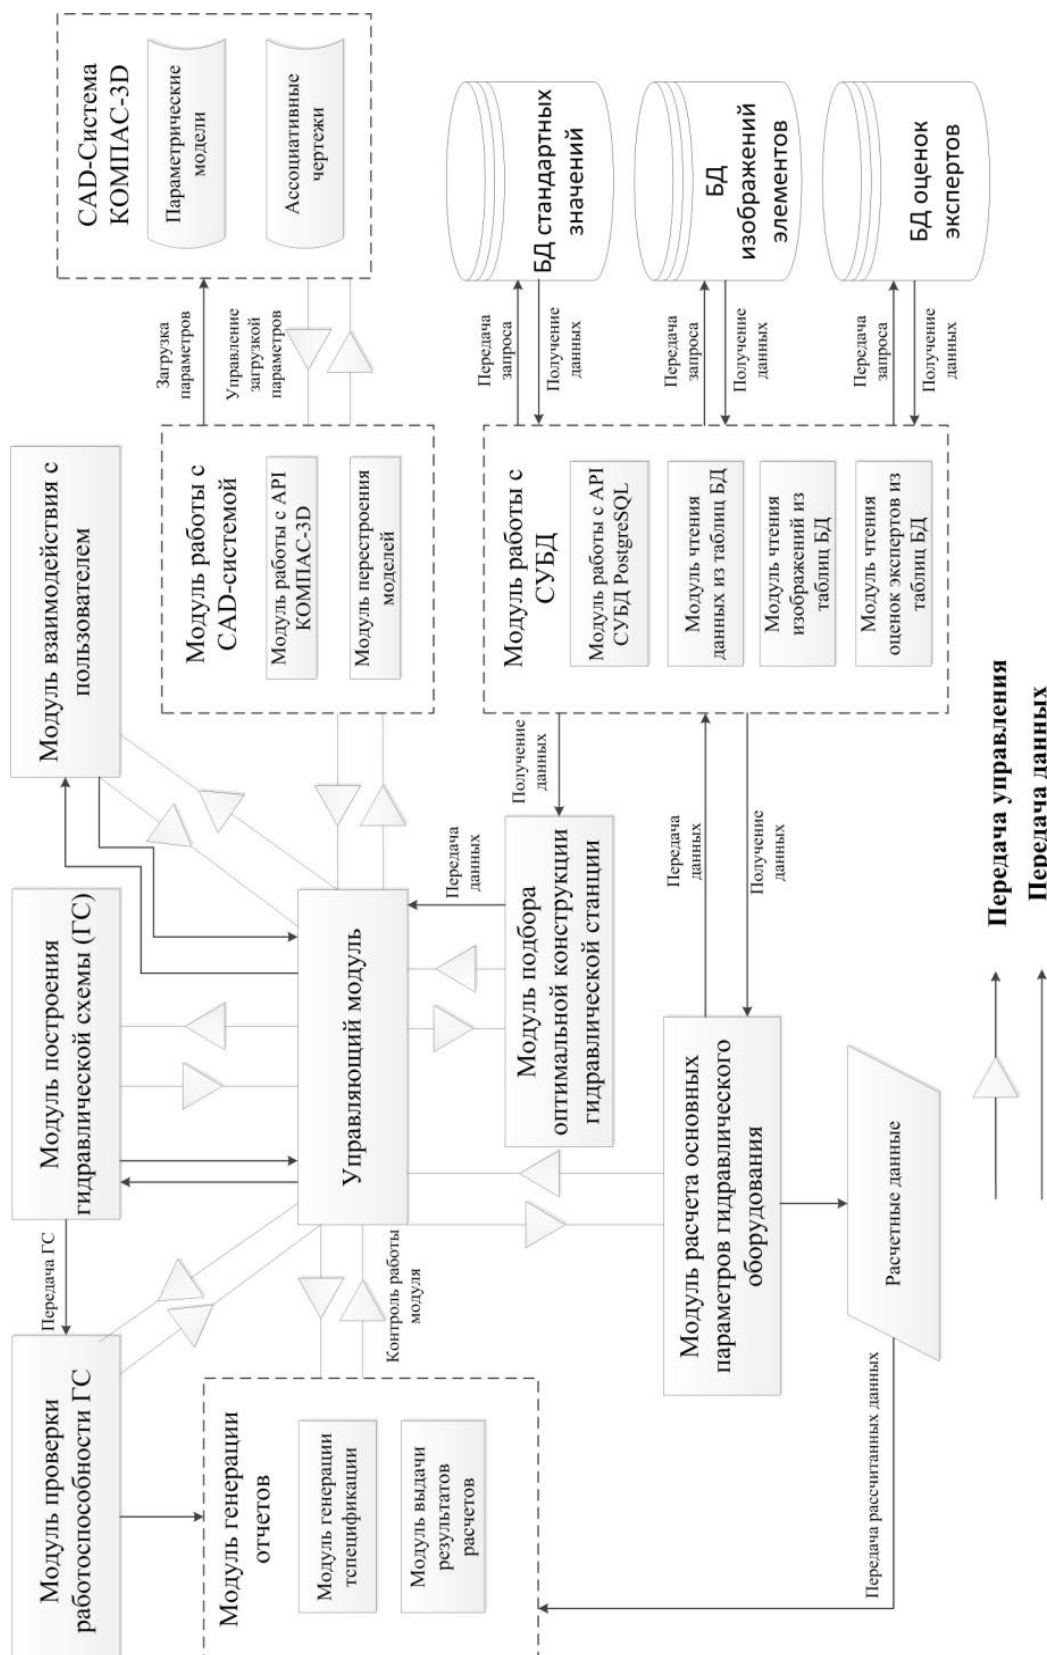 Модуль проверки
работоспособности ГС
Передача ГС
Модуль построения
гидравлической схемы (ГС)
Модуль взаимодействия с
пользователем
CAD-Система
КОМПАС-3D
Параметрические
модели
Ассоциативные
чертежи
Загрузка
параметров
Управление
загрузкой
параметров
Модуль работы с
CAD-системой
Модуль работы с API
КОМПАС-3D
Модуль перестроения
моделей
Модуль генерации
отчетов
Модуль генерации
тспецификации
Модуль выдачи
результатов
расчетов
Контроль работы
модуля
Управляющий модуль
Передача
данных
Получение
данных
Модуль подбора
оптимальной конструкции
гидравлической станции
Модуль работы с
СУБД
Модуль работы с API
СУБД PostgreSQL
Модуль чтения
данных из таблиц БД
Модуль чтения
изображений из
таблиц БД
Модуль чтения
оценок экспертов из
таблиц БД
Передача
запроса
Получение
данных
БД стандартных
значений
Передача
запроса
Получение
данных
БД
изображений
элементов
Передача
запроса
Получение
данных
БД оценок
экспертов
Модуль расчета основных
параметров гидравлического
оборудования
Передача
данных
Получение
данных
Расчетные данные
Передача рассчитанных данных
Передача управления
Передача данных